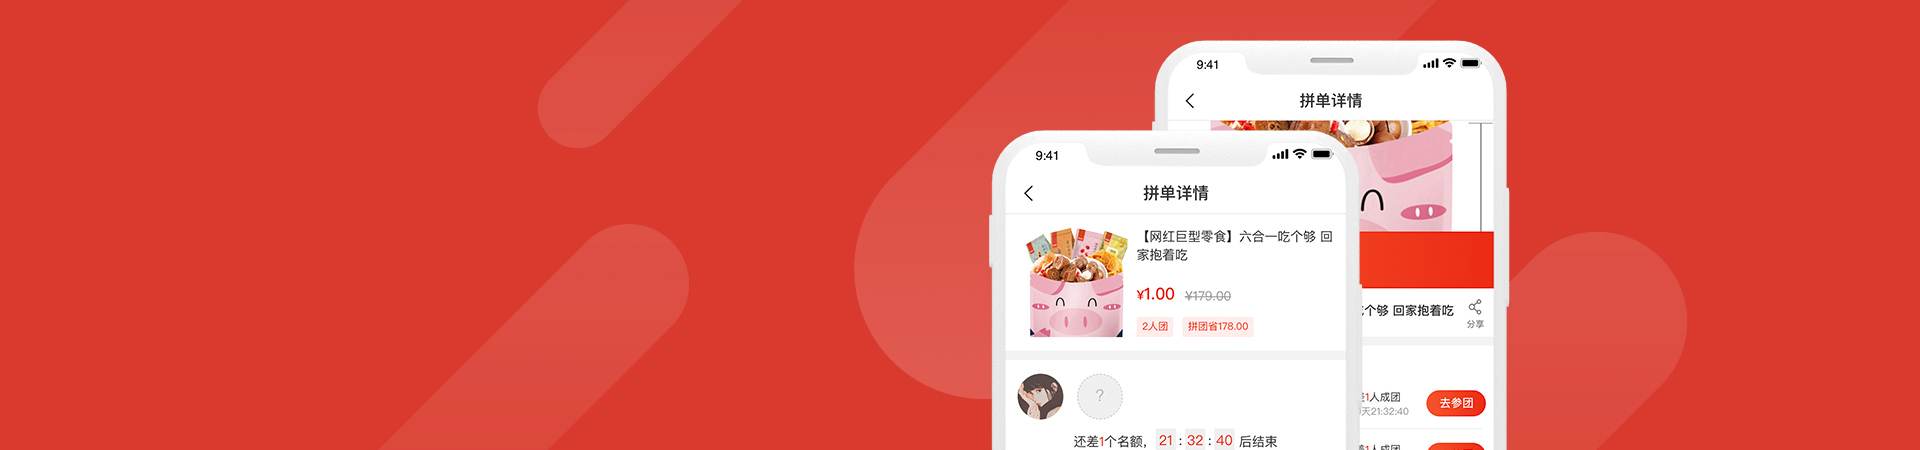 9:41
拼单详情
【网红巨型零食】六合一吃个够 回
家抱着吃
¥1.00 ¥179.00
2人团 拼团省178.00
?
还差1个名额， 21 : 32 : 40 后结束
9:41
拼单详情
个够 回家抱着吃
分享
1人成团
天21:32:40
去参团
1人成团